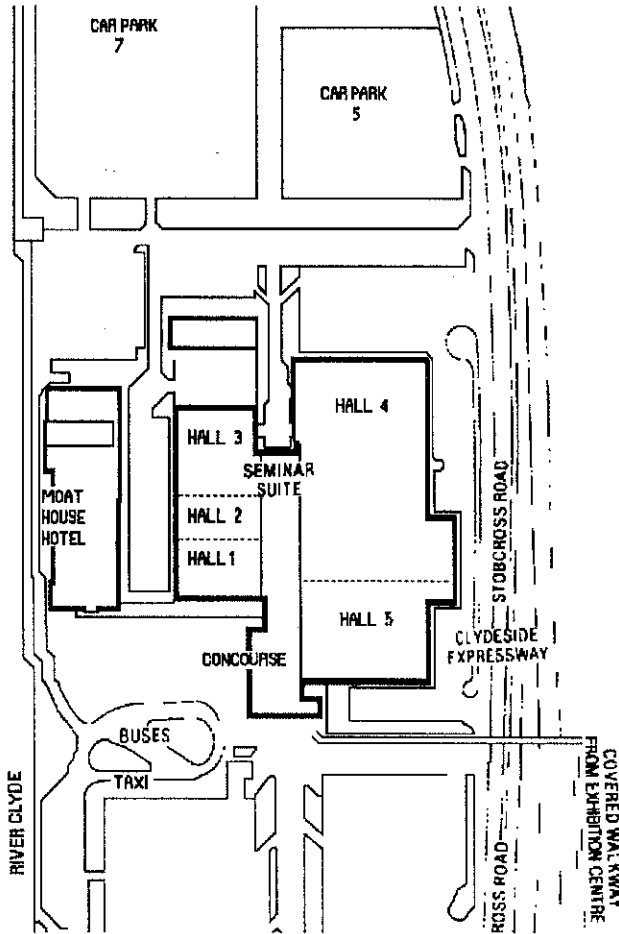 CAR PARK
7
CAR PARK
5
HALL 4
HALL 3
SEMINAR
SUITE
MOAT
HOUSE
HOTEL
HALL 2
HALL 1
STOBCROSS ROAD
HALL 5
CLYDESIDE
EXPRESSWAY
CONCOURSE
BUSES
TAXI
RIVER CLYDE
COVERED WALKWAY
FROM EXHIBITION CENTRE
ROSS ROAD